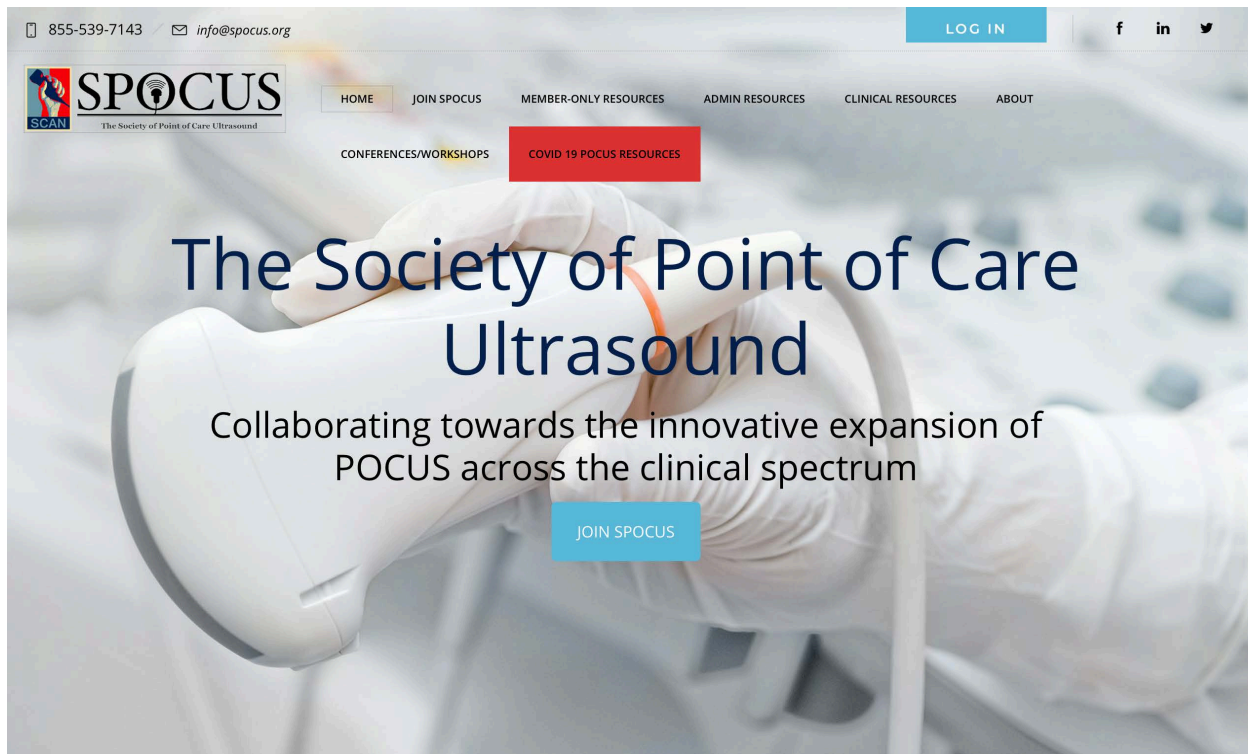 855-539-7143
info@spocus.org
LOG IN
SCAN
SPOCUS
The Society of Point of Care Ultrasound
HOME
JOIN SPOCUS
MEMBER-ONLY RESOURCES
ADMIN RESOURCES
CLINICAL RESOURCES
ABOUT
CONFERENCES/WORKSHOPS
COVID 19 POCUS RESOURCES
The Society of Point of Care
Ultrasound
Collaborating towards the innovative expansion of
POCUS across the clinical spectrum
JOIN SPOCUS